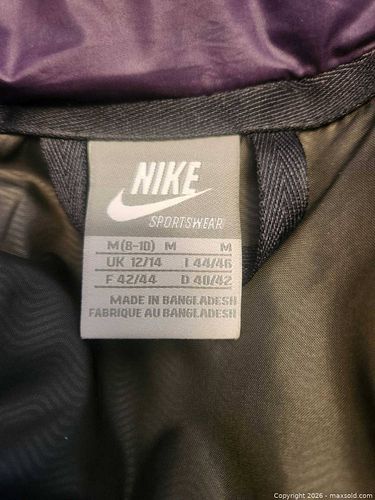 NIKE
SPORTSWEAR
M(8-10) M M
UK 12/14 I 44/46
F 42/44 D 40/42
MADE IN BANGLADESH
FABRIQUE AU BANGLADESH
Copyright 2026 - maxsold.com